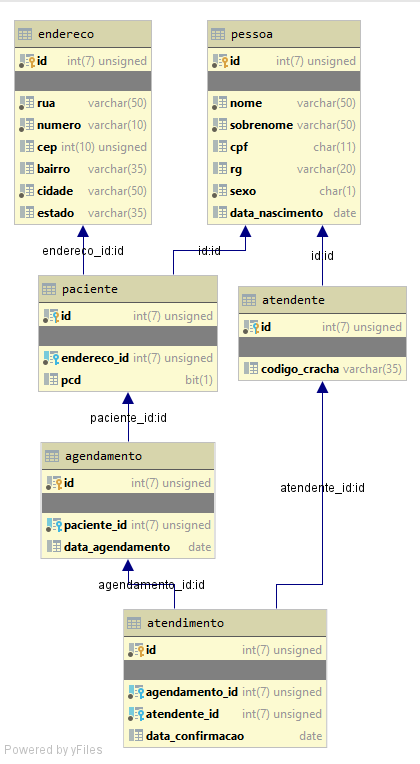 endereco
id int(7) unsigned
rua varchar(50)
numero varchar(10)
cep int(10) unsigned
bairro varchar(35)
cidade varchar(50)
estado varchar(35)
pessoa
id int(7) unsigned
nome varchar(50)
sobrenome varchar(50)
cpf char(11)
rg varchar(20)
sexo char(1)
data_nascimento date
endereco_id:id
id:id
id:id
paciente
id int(7) unsigned
endereco_id int(7) unsigned
pcd bit(1)
atendente
id int(7) unsigned
codigo_cracha varchar(35)
paciente_id:id
agendamento
id int(7) unsigned
paciente_id int(7) unsigned
data_agendamento date
atendente_id:id
agendamento_id:id
atendimento
id int(7) unsigned
agendamento_id int(7) unsigned
atendente_id int(7) unsigned
data_confirmacao date
Powered by yFiles